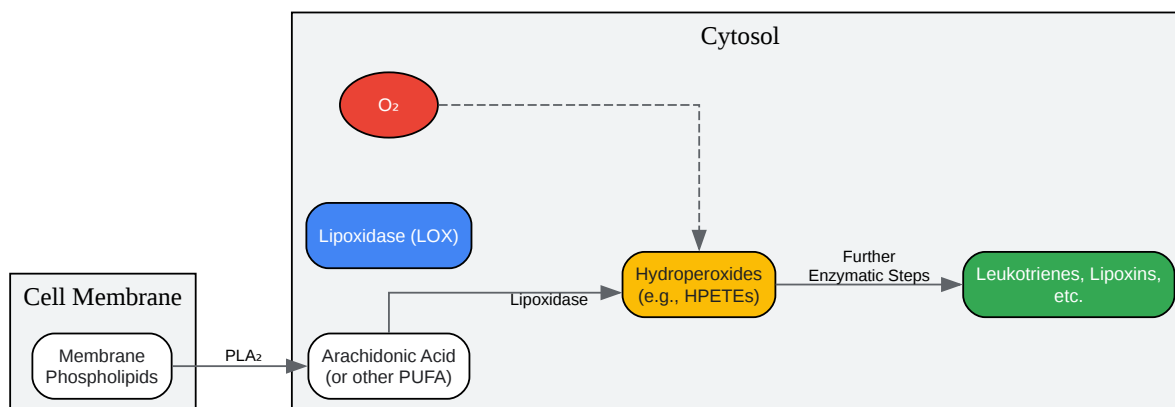 Cytosol
O₂
Lipoxidase (LOX)
Further
Enzymatic Steps
Hydroperoxides
(e.g., HPETEs)
Leukotrienes, Lipoxins,
etc.
Lipoxidase
Cell Membrane
Membrane
Phospholipids
PLA₂
Arachidonic Acid
(or other PUFA)